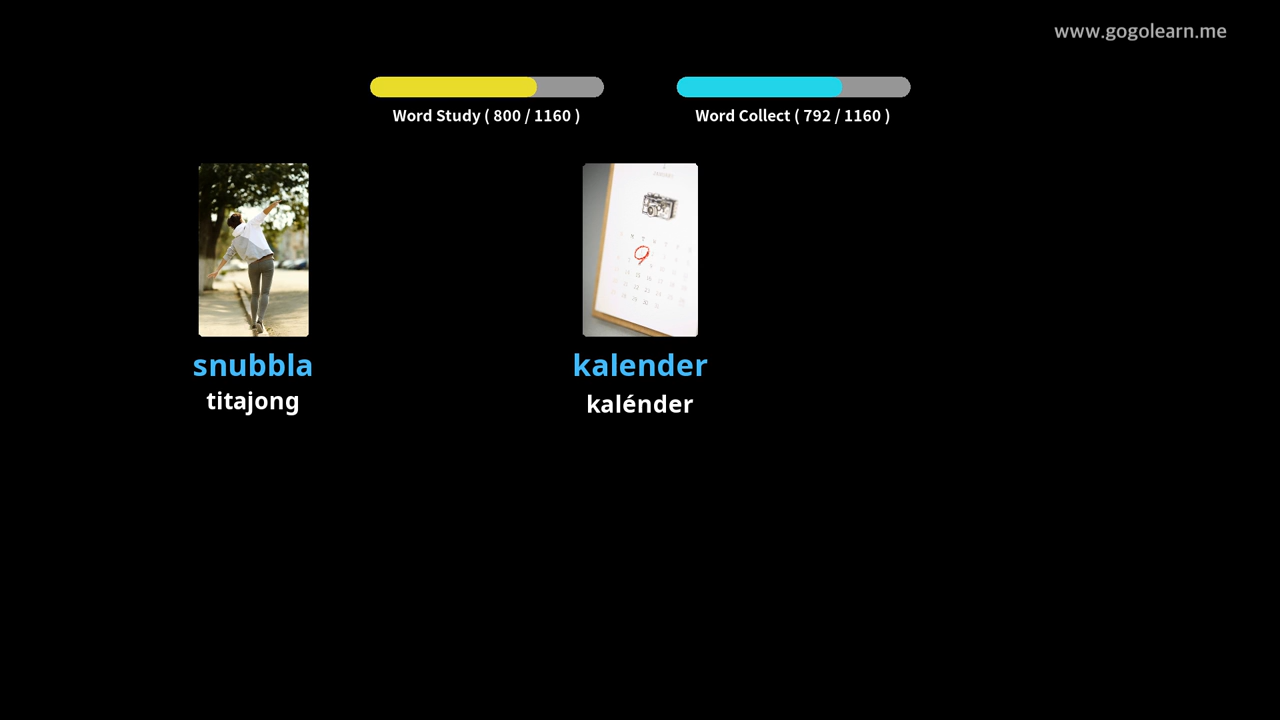 www.gogolearn.me
Word Study ( 800 / 1160 )
Word Collect ( 792 / 1160 )
snubbla
titajong
kalender
kalénder